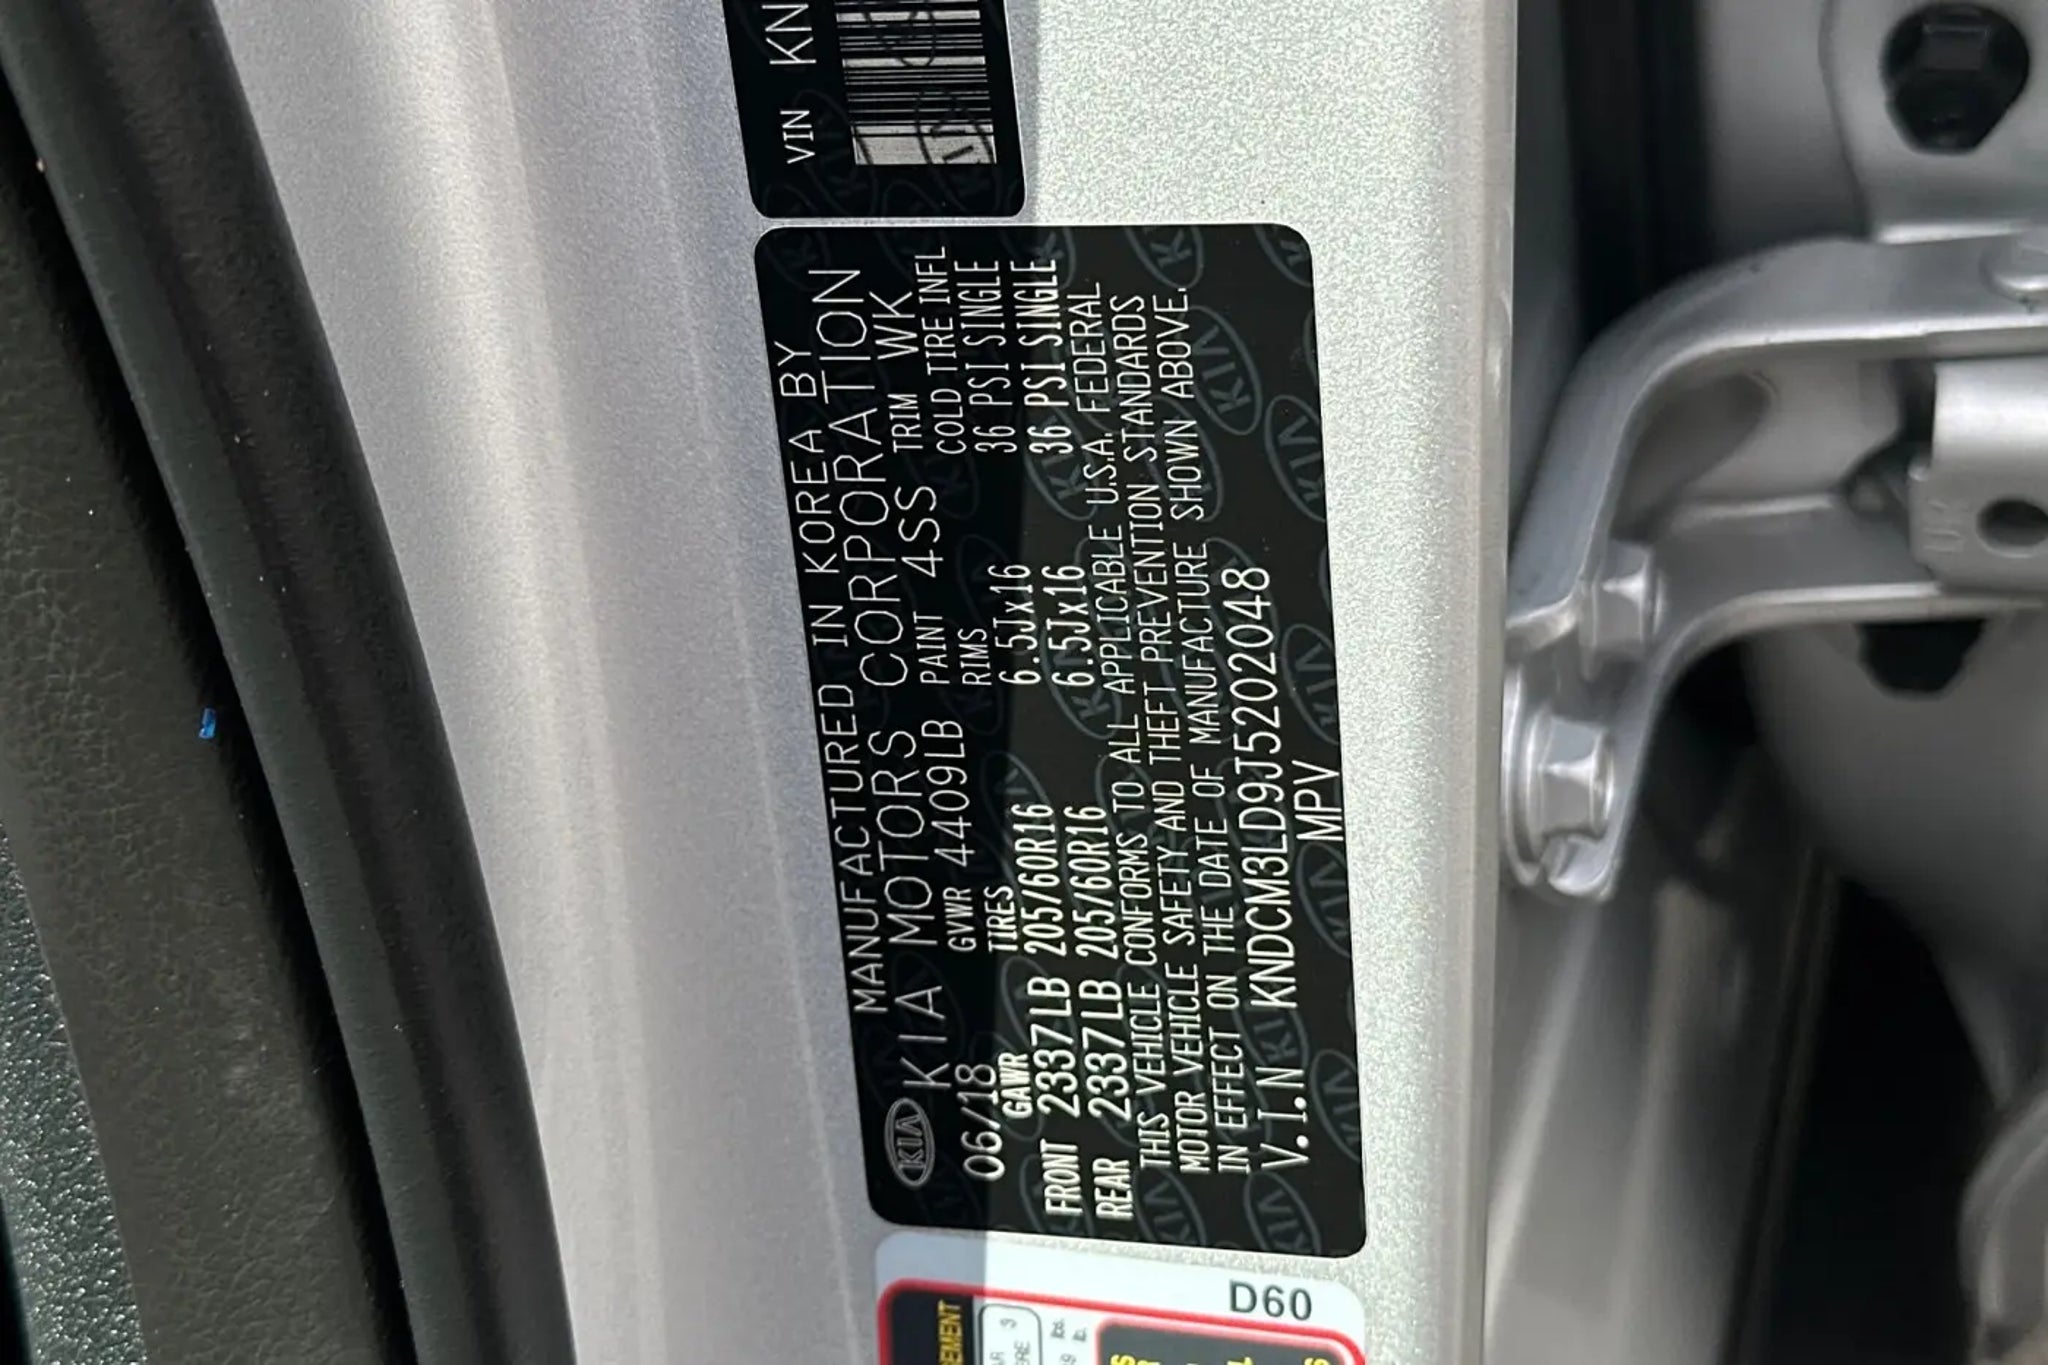 VIN KN
MANUFACTURED IN KOREA BY
KIA KIA MOTORS CORPORATION
06/18 GVWR 4409LB PAINT 4SS TRIM WK
GAWR TIRES RIMS COLD TIRE INFL
FRONT 2337LB 205/60R16 6.5Jx16 36 PSI SINGLE
REAR 2337LB 205/60R16 6.5Jx16 36 PSI SINGLE
THIS VEHICLE CONFORMS TO ALL APPLICABLE U.S.A. FEDERAL
MOTOR VEHICLE SAFETY AND THEFT PREVENTION STANDARDS
IN EFFECT ON THE DATE OF MANUFACTURE SHOWN ABOVE.
V.I.N KNDCM3LD9J5202048
MPV
D60